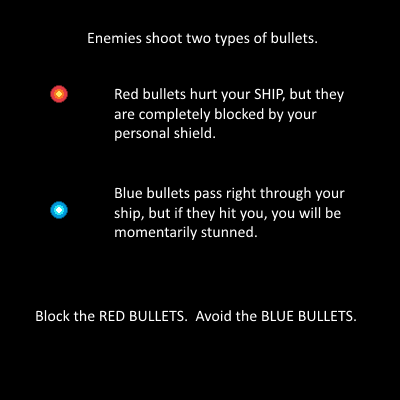 Enemies shoot two types of bullets.
Red bullets hurt your SHIP, but they
are completely blocked by your
personal shield.
Blue bullets pass right through your
ship, but if they hit you, you will be
momentarily stunned.
Block the RED BULLETS.  Avoid the BLUE BULLETS.